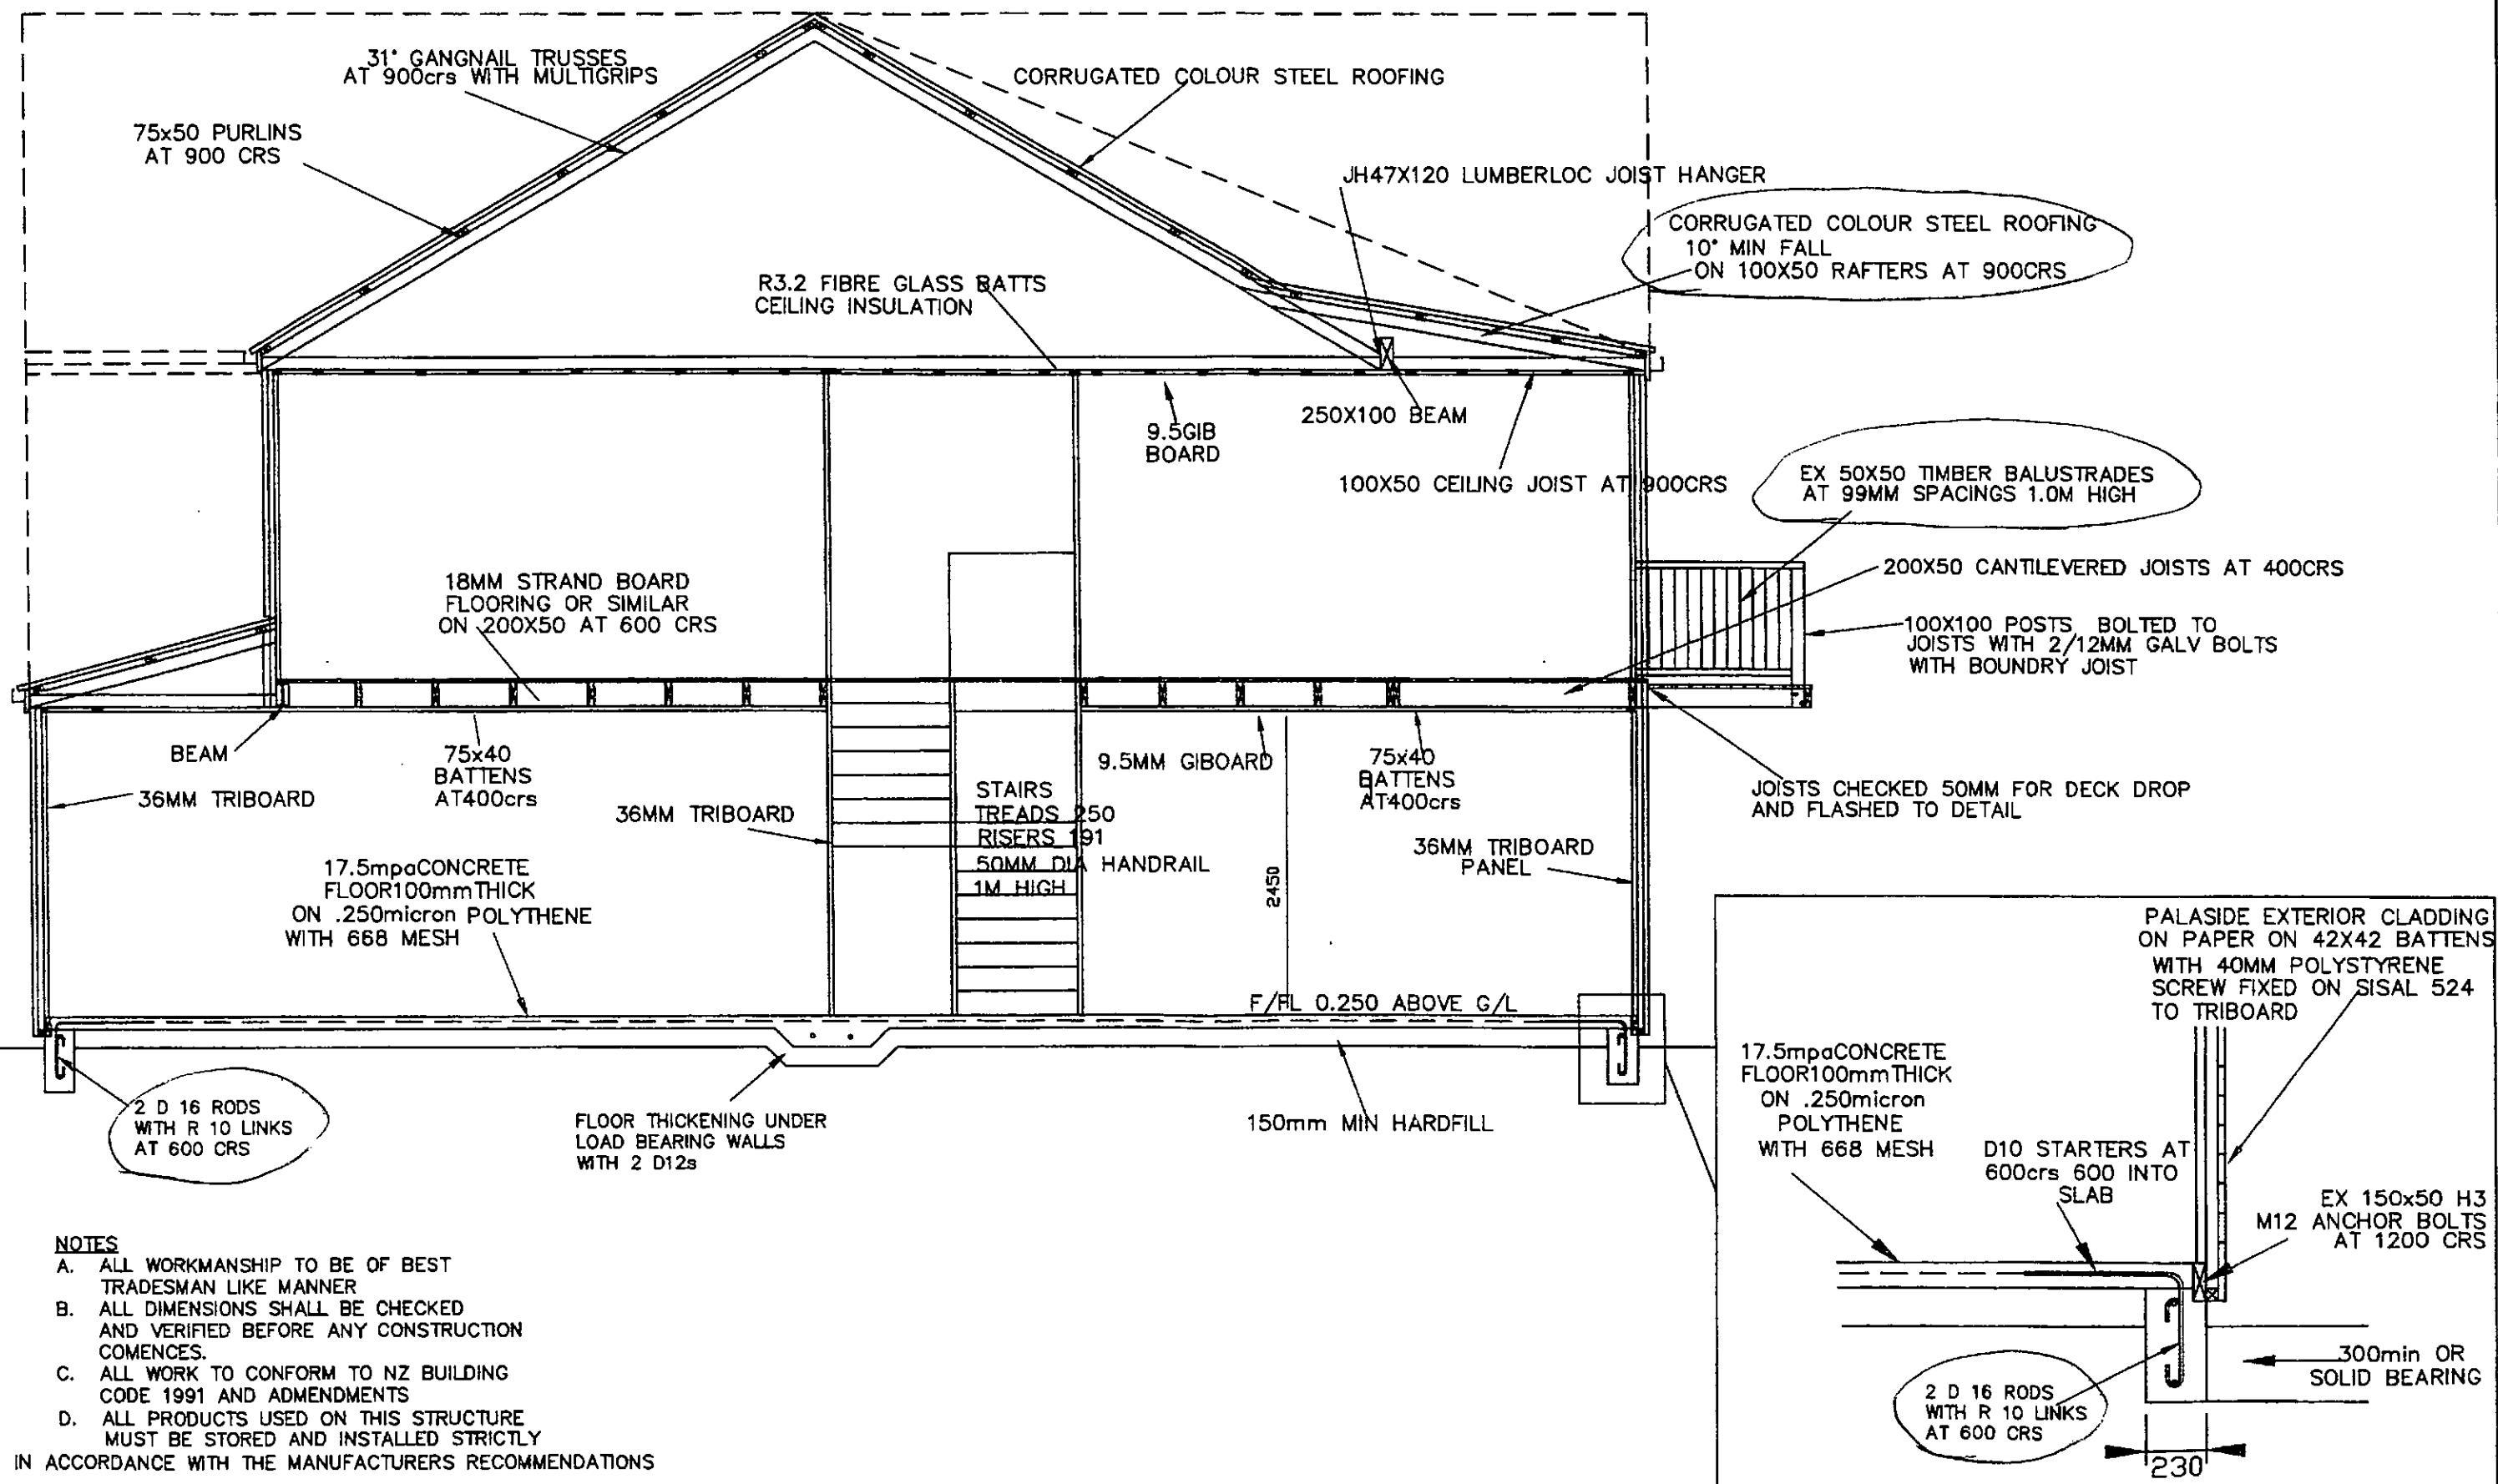 31° GANGNAIL TRUSSES
AT 900crs WITH MULTIGRIPS
CORRUGATED COLOUR STEEL ROOFING
75x50 PURLINS
AT 900 CRS
JH47X120 LUMBERLOC JOIST HANGER
CORRUGATED COLOUR STEEL ROOFING
10° MIN FALL
ON 100X50 RAFTERS AT 900CRS
R3.2 FIBRE GLASS BATTS
CEILING INSULATION
250X100 BEAM
9.5GIB
BOARD
100X50 CEILING JOIST AT 900CRS
EX 50X50 TIMBER BALUSTRADES
AT 99MM SPACINGS 1.0M HIGH
18MM STRAND BOARD
FLOORING OR SIMILAR
ON 200X50 AT 600 CRS
200X50 CANTILEVERED JOISTS AT 400CRS
100X100 POSTS BOLTED TO
JOISTS WITH 2/12MM GALV BOLTS
WITH BOUNDRY JOIST
BEAM
75x40
BATTENS
AT400crs
9.5MM GIBOARD
75x40
BATTENS
AT400crs
JOISTS CHECKED 50MM FOR DECK DROP
AND FLASHED TO DETAIL
36MM TRIBOARD
36MM TRIBOARD
STAIRS
TREADS 250
RISERS 191
50MM DIA HANDRAIL
1M HIGH
2450
36MM TRIBOARD
PANEL
17.5mpaCONCRETE
FLOOR100mmTHICK
ON .250micron POLYTHENE
WITH 668 MESH
F/FL 0.250 ABOVE G/L
2 D 16 RODS
WITH R 10 LINKS
AT 600 CRS
FLOOR THICKENING UNDER
LOAD BEARING WALLS
WITH 2 D12s
150mm MIN HARDFILL
PALASIDE EXTERIOR CLADDING
ON PAPER ON 42X42 BATTENS
WITH 40MM POLYSTYRENE
SCREW FIXED ON SISAL 524
TO TRIBOARD
17.5mpaCONCRETE
FLOOR100mmTHICK
ON .250micron
POLYTHENE
WITH 668 MESH
D10 STARTERS AT
600crs 600 INTO
SLAB
EX 150x50 H3
M12 ANCHOR BOLTS
AT 1200 CRS
300min OR
SOLID BEARING
2 D 16 RODS
WITH R 10 LINKS
AT 600 CRS
230
NOTES
A. ALL WORKMANSHIP TO BE OF BEST
TRADESMAN LIKE MANNER
B. ALL DIMENSIONS SHALL BE CHECKED
AND VERIFIED BEFORE ANY CONSTRUCTION
COMENCES.
C. ALL WORK TO CONFORM TO NZ BUILDING
CODE 1991 AND ADMENDMENTS
D. ALL PRODUCTS USED ON THIS STRUCTURE
MUST BE STORED AND INSTALLED STRICTLY
IN ACCORDANCE WITH THE MANUFACTURERS RECOMMENDATIONS